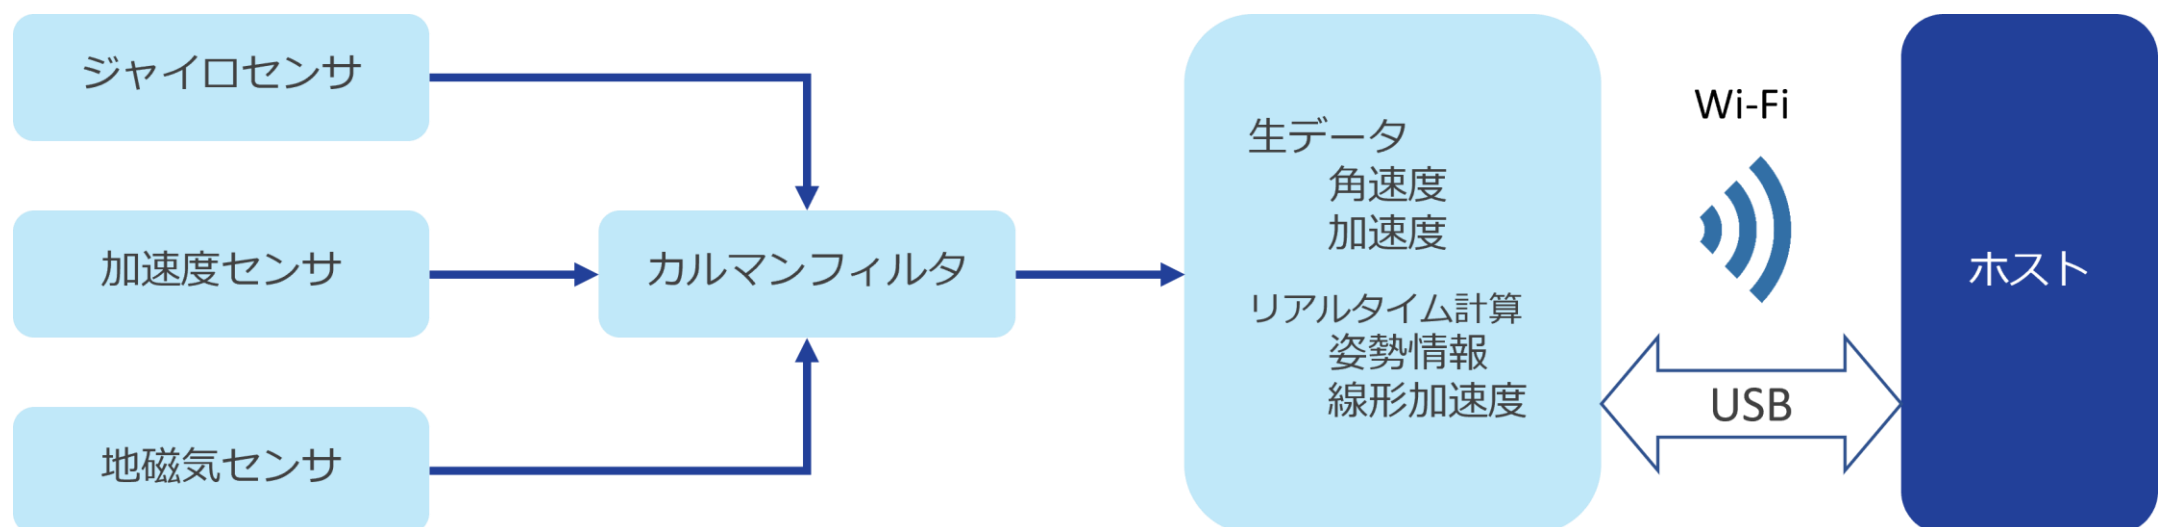 ジャイロセンサ
加速度センサ
地磁気センサ
カルマンフィルタ
生データ
角速度
加速度
リアルタイム計算
姿勢情報
線形加速度
Wi-Fi
USB
ホスト